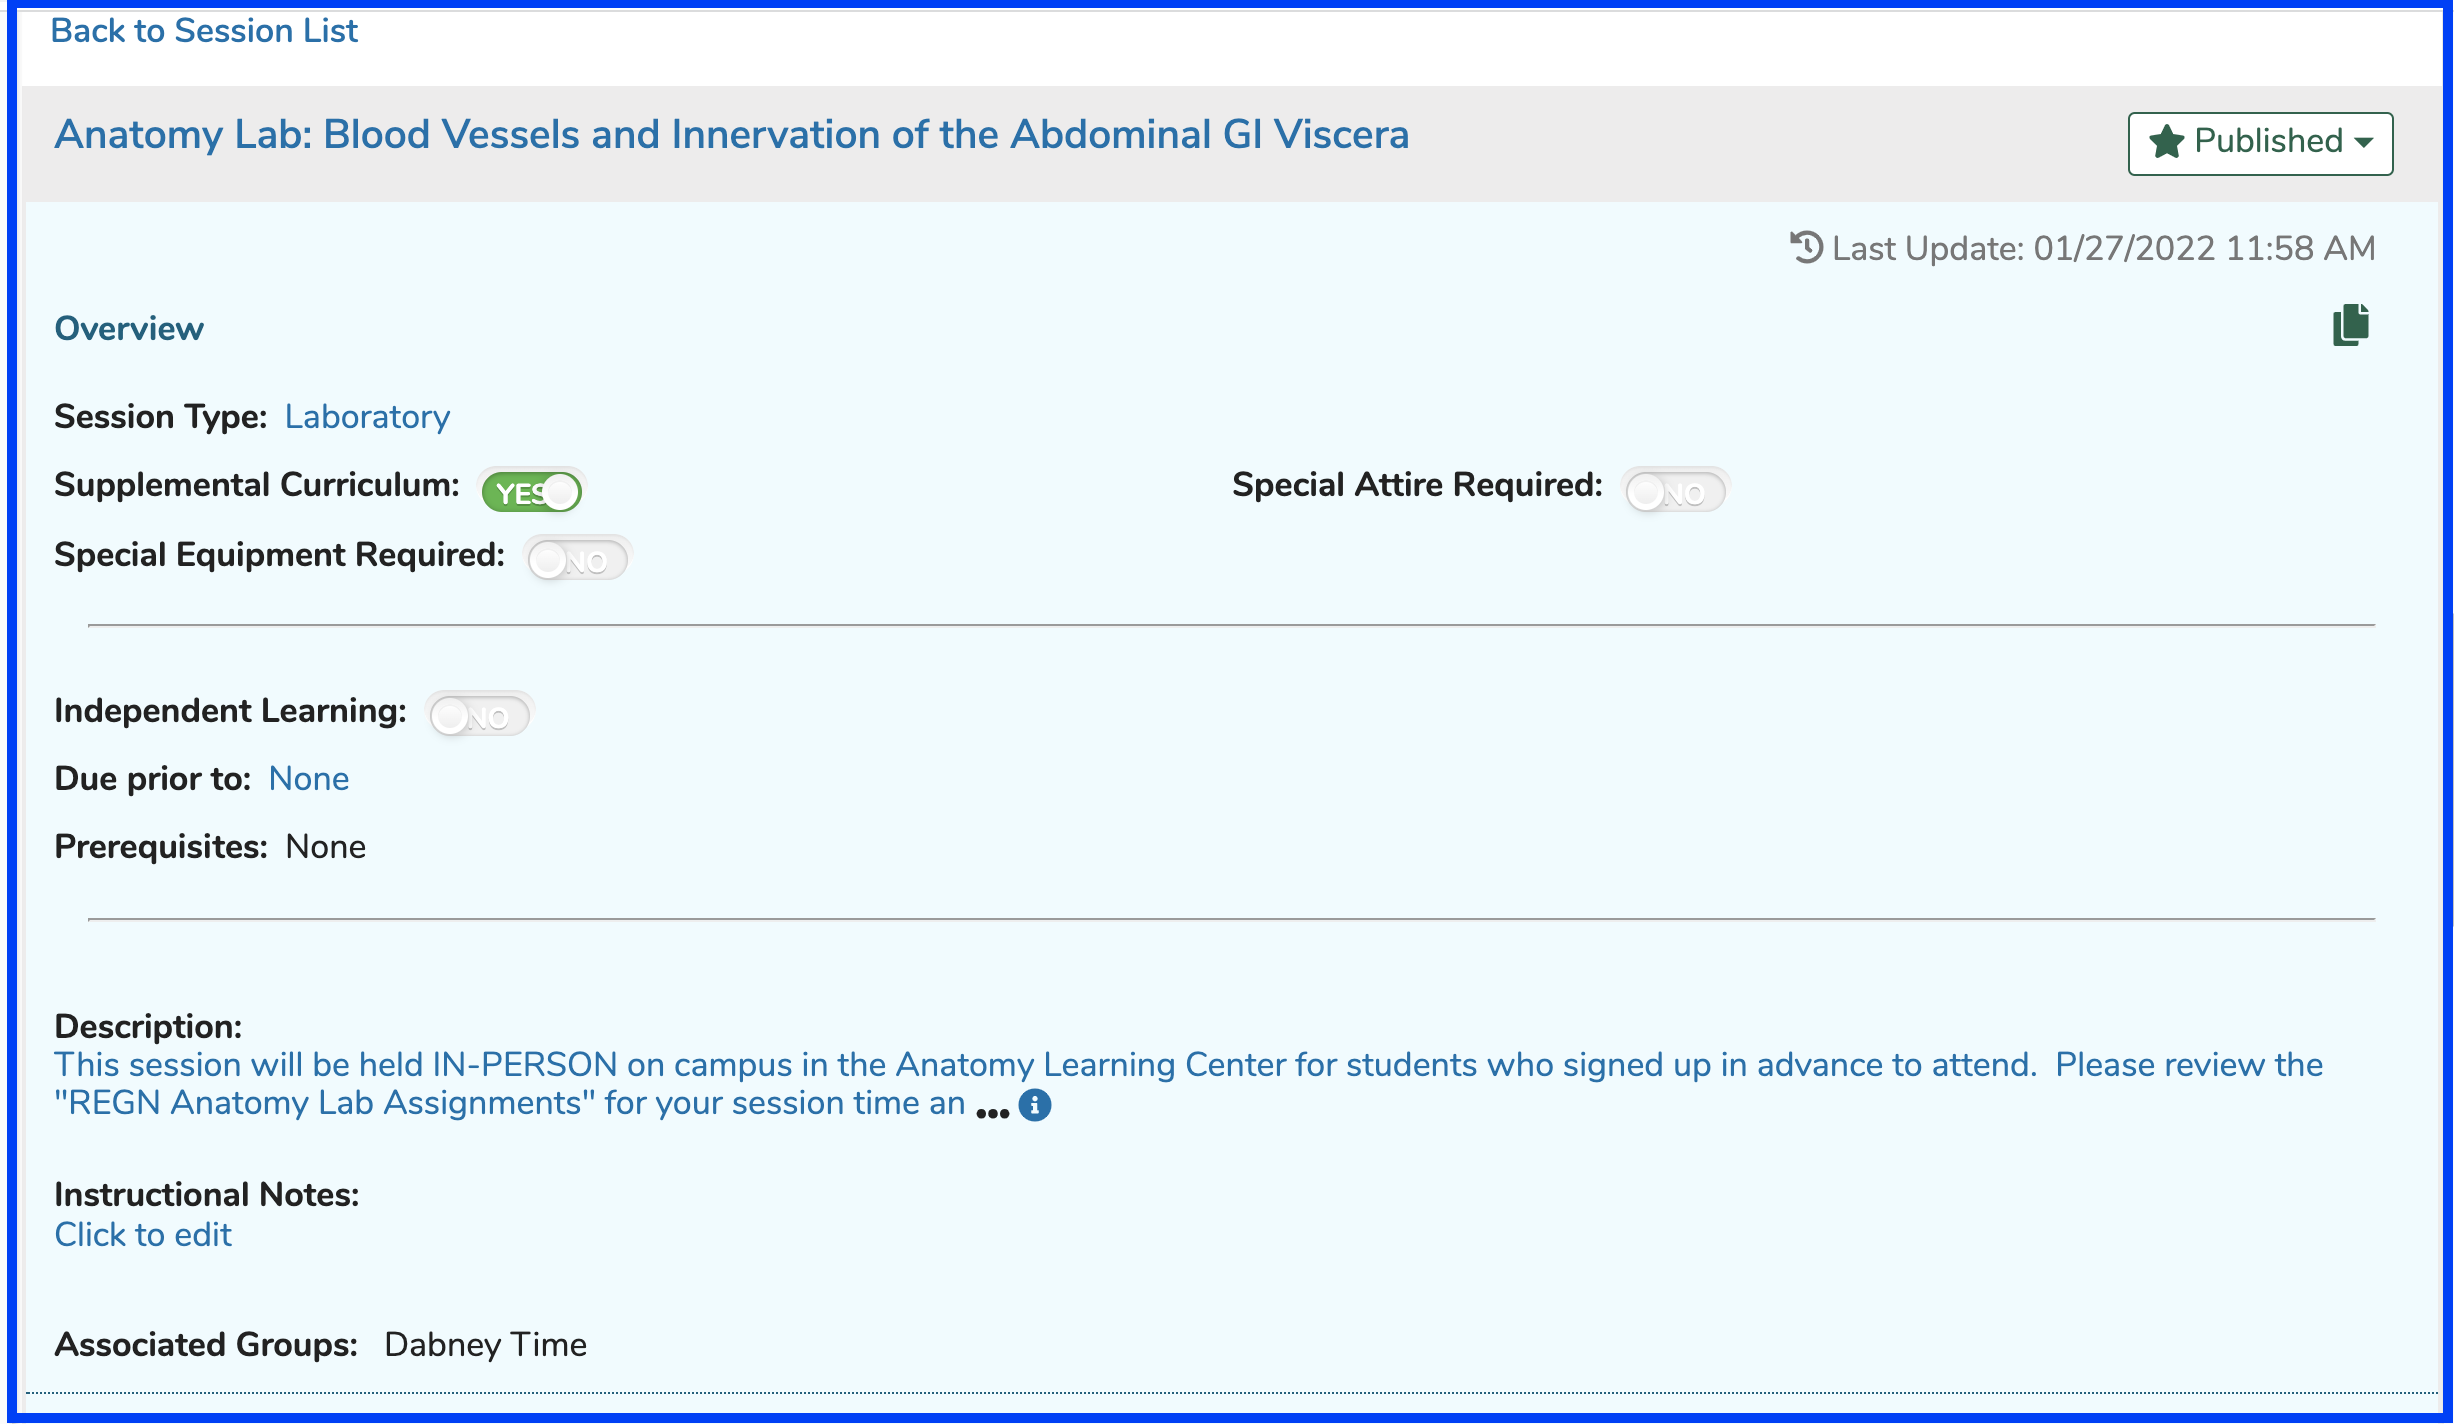 Back to Session List
Anatomy Lab: Blood Vessels and Innervation of the Abdominal GI Viscera
Published
Last Update: 01/27/2022 11:58 AM
Overview
Session Type: Laboratory
Supplemental Curriculum: YES
Special Attire Required: NO
Special Equipment Required: NO
Independent Learning: NO
Due prior to: None
Prerequisites: None
Description:
This session will be held IN-PERSON on campus in the Anatomy Learning Center for students who signed up in advance to attend.  Please review the
"REGN Anatomy Lab Assignments" for your session time an ...
Instructional Notes:
Click to edit
Associated Groups: Dabney Time